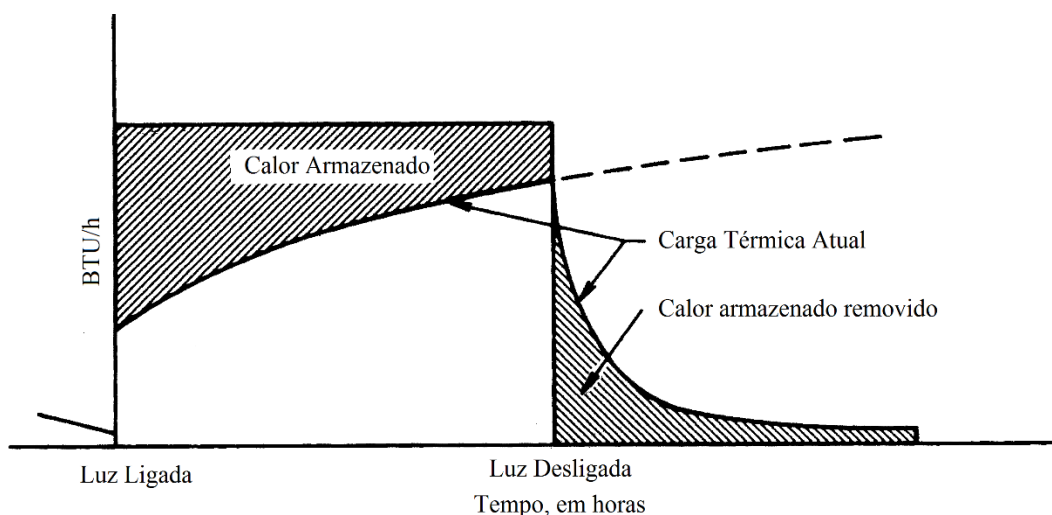 Calor Armazenado
BTU/h
Carga Térmica Atual
Calor armazenado removido
Luz Ligada
Luz Desligada
Tempo, em horas